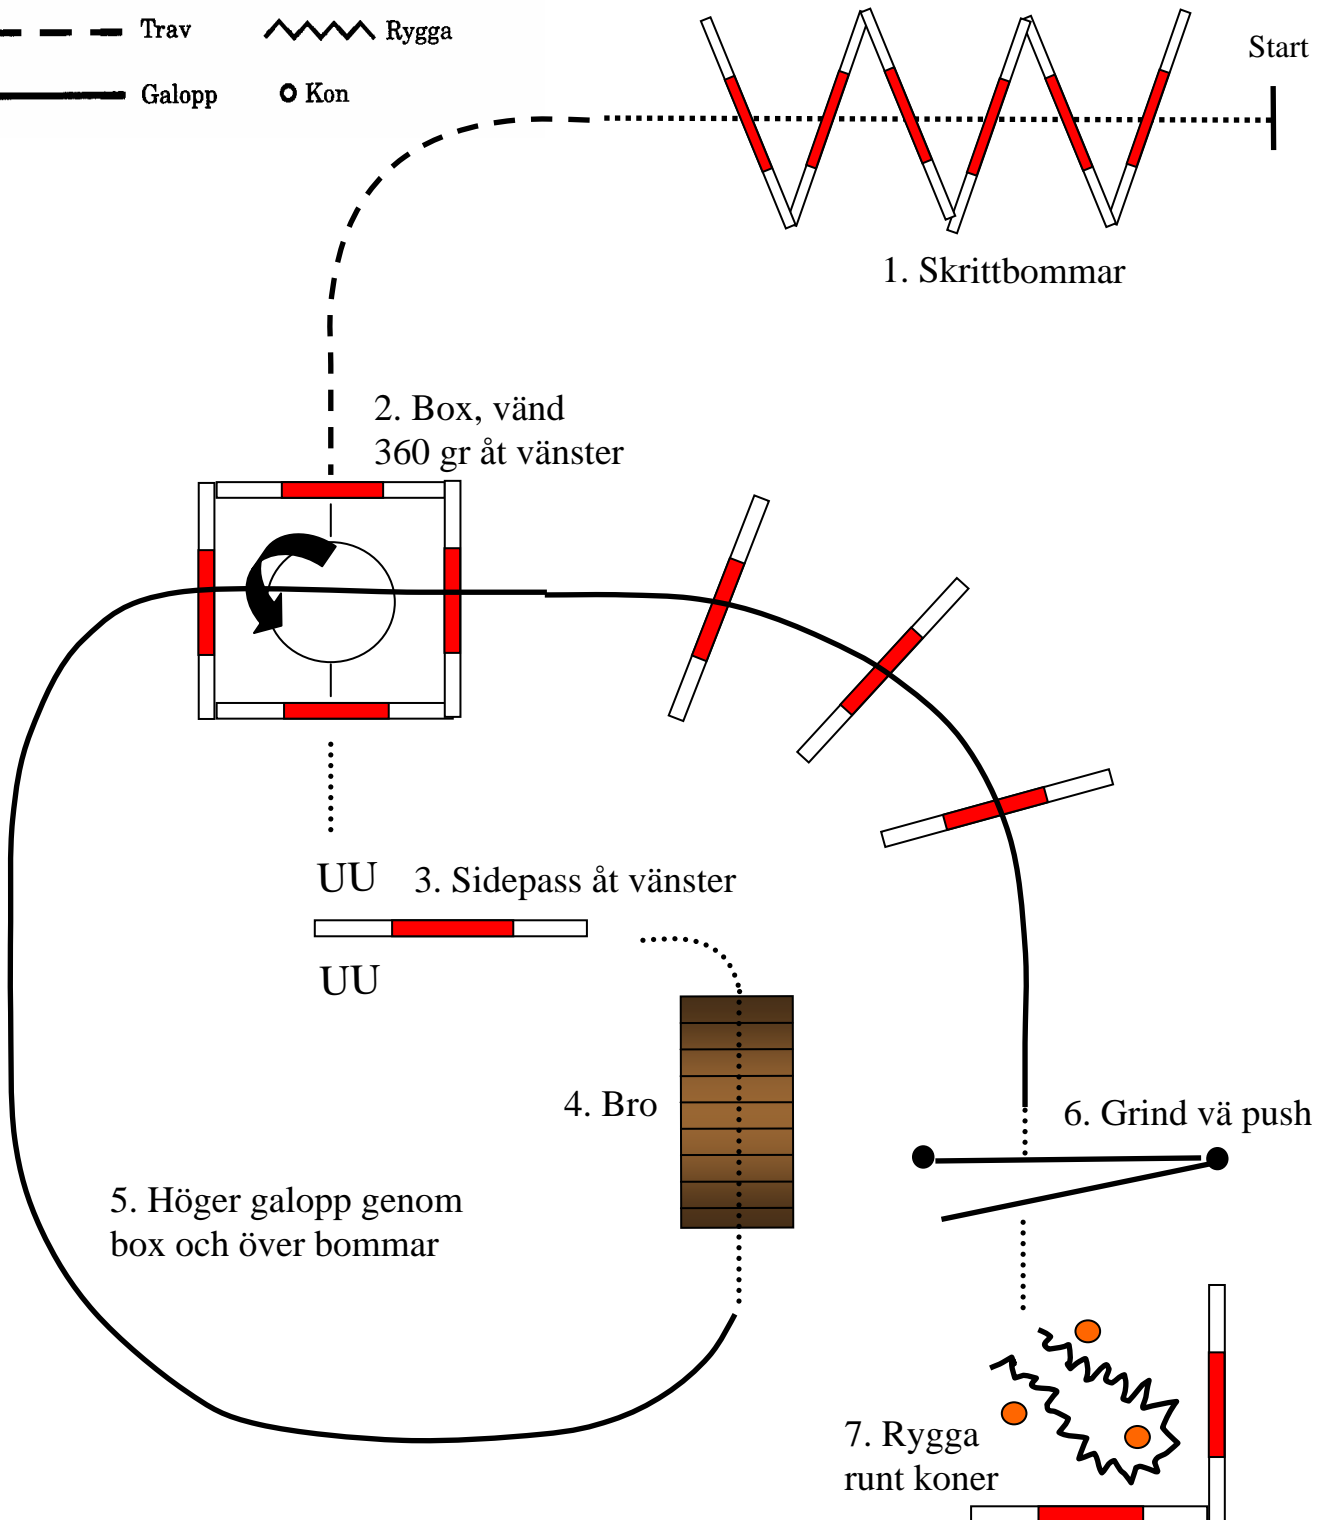 Trav
Rygga
Galopp
Kon
Start
1. Skrittbommar
2. Box, vänd
360 gr åt vänster
UU
3. Sidepass åt vänster
UU
4. Bro
6. Grind vä push
5. Höger galopp genom
box och över bommar
7. Rygga
runt koner